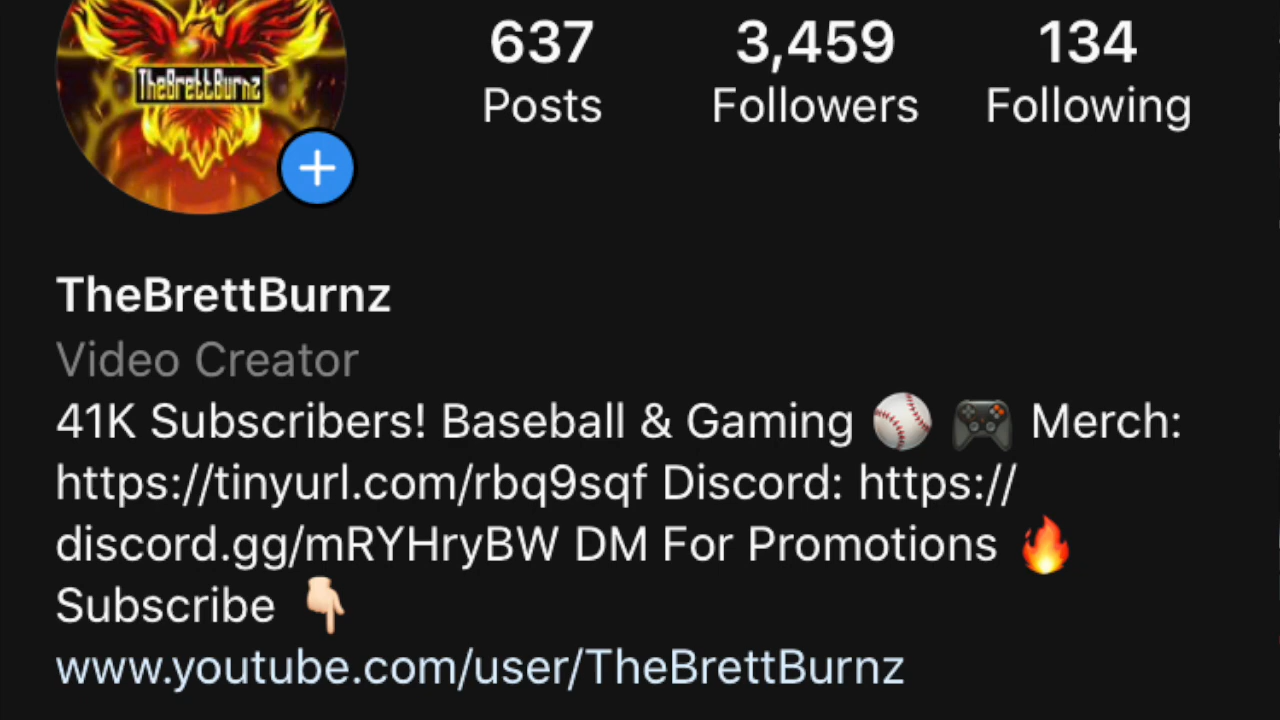 TheBrettBurnz
637 3,459 134
Posts Followers Following
TheBrettBurnz
Video Creator
41K Subscribers! Baseball & Gaming ⚾ 🎮 Merch:
https://tinyurl.com/rbq9sqf Discord: https://
discord.gg/mRYHryBW DM For Promotions 🔥
Subscribe 👇🏻
www.youtube.com/user/TheBrettBurnz